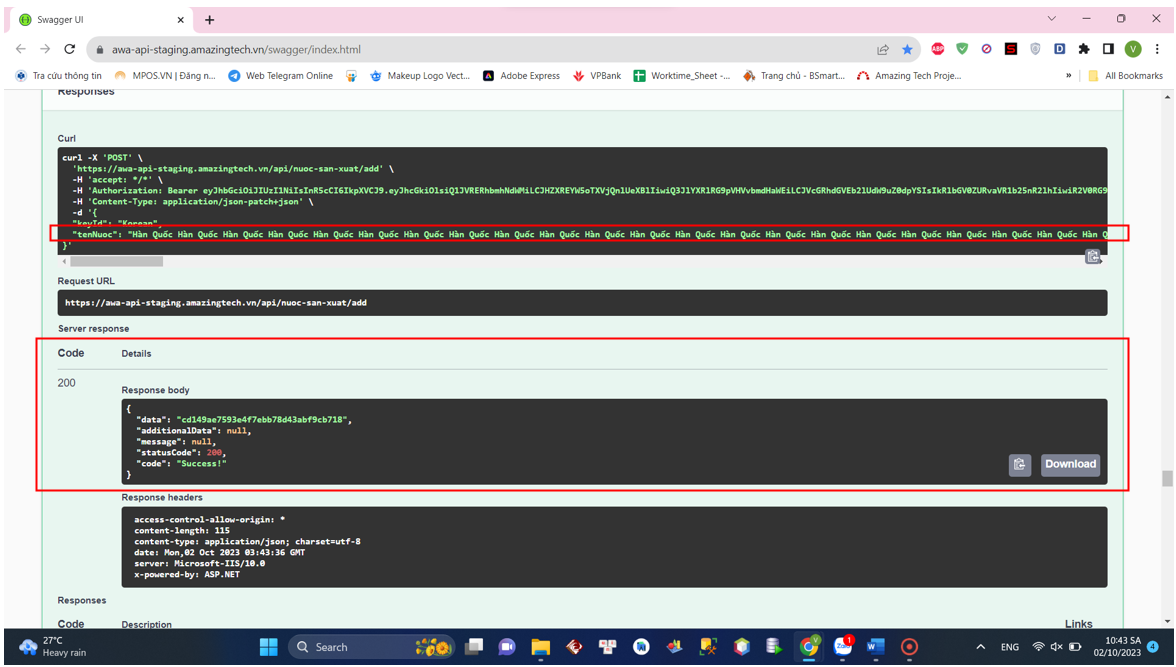 Swagger UI
awa-api-staging.amazingtech.vn/swagger/index.html
Tra cứu thông tin
MPOS.VN | Đăng n...
Web Telegram Online
Makeup Logo Vect...
Adobe Express
VPBank
Worktime_Sheet -...
Trang chủ - BSmart...
Amazing Tech Proje...
»
All Bookmarks
Responses
Curl
curl -X 'POST' \
'https://awa-api-staging.amazingtech.vn/api/nuoc-san-xuat/add' \
-H 'accept: */*' \
-H 'Authorization: Bearer
-H 'Content-Type: application/json-patch+json' \
-d '{
"keyId": "Korean",
"tenNuoc": "Hàn Quốc Hàn Quốc Hàn Quốc Hàn Quốc Hàn Quốc Hàn Quốc Hàn Quốc Hàn Quốc Hàn Quốc Hàn Quốc Hàn Quốc Hàn Quốc Hàn Quốc Hàn Quốc Hàn Quốc Hàn Quốc Hàn Quốc Hàn Quốc Hàn Quốc Hàn Quốc Hàn Quốc Hàn Q
}'
Request URL
https://awa-api-staging.amazingtech.vn/api/nuoc-san-xuat/add
Server response
Code Details
200
Response body
{
"data": "cd149ae7593e4f7ebb78d43abf9cb718",
"additionalData": null,
"message": null,
"statusCode": 200,
"code": "Success!"
}
Download
Response headers
access-control-allow-origin: *
content-length: 115
content-type: application/json; charset=utf-8
date: Mon,02 Oct 2023 03:43:36 GMT
server: Microsoft-IIS/10.0
x-powered-by: ASP.NET
Responses
Code Description Links
27°C
Heavy rain
Search
ENG
10:43 SA
02/10/2023